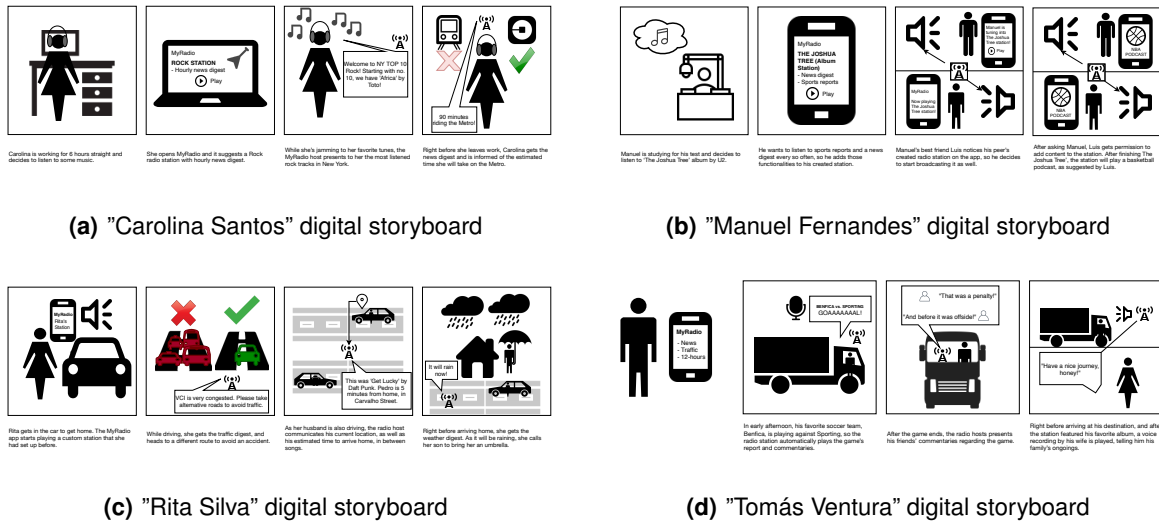 MyRadio
ROCK STATION
- Hourly news digest
Play
Welcome to NY TOP 10
Rock! Starting with no.
10, we have 'Africa' by
Toto!
90 minutes
riding the Metro!
Carolina is working for 6 hours straight and
decides to listen to some music.
She opens MyRadio and it suggests a Rock
radio station with hourly news digest.
While she's jamming to her favorite tunes, the
MyRadio host presents to her the most listened
rock tracks in New York.
Right before she leaves work, Carolina gets the
news digest and is informed of the estimated
time she will take on the Metro.
(a) "Carolina Santos" digital storyboard
MyRadio
THE JOSHUA
TREE (Album
Station)
- News digest
- Sports reports
Play
Manuel is
tuning into
The Joshua
Tree station!
Play
MyRadio
Now playing
The Joshua
Tree station!
NBA
PODCAST
NBA
PODCAST
Manuel is studying for his test and decides to
listen to 'The Joshua Tree' album by U2.
He wants to listen to sports reports and a news
digest every so often, so he adds those
functionalities to his created station.
Manuel's best friend Luis notices his peer's
created radio station on the app, so he decides
to start broadcasting it as well.
After asking Manuel, Luis gets permission to
add content to the station. After finishing The
Joshua Tree', the station will play a basketball
podcast, as suggested by Luis.
(b) "Manuel Fernandes" digital storyboard
MyRadio
Rita's
Station
VCI is very congested. Please take
alternative roads to avoid traffic.
This was 'Get Lucky' by
Daft Punk. Pedro is 5
minutes from home, in
Carvalho Street.
It will rain
now!
Rita gets in the car to get home. The MyRadio
app starts playing a custom station that she
had set up before.
While driving, she gets the traffic digest, and
heads to a different route to avoid an accident.
As her husband is also driving, the radio host
communicates his current location, as well as
his estimated time to arrive home, in between
songs.
Right before arriving home, she gets the
weather digest. As it will be raining, she calls
her son to bring her an umbrella.
(c) "Rita Silva" digital storyboard
MyRadio
- News
- Traffic
- 12-hours
BENFICA vs. SPORTING
GOAAAAAAAL!
"That was a penalty!"
"And before it was offside!"
"Have a nice journey,
honey!"
In early afternoon, his favorite soccer team,
Benfica, is playing against Sporting, so the
radio station automatically plays the game's
report and commentaries.
After the game ends, the radio hosts presents
his friends' commentaries regarding the game.
Right before arriving at his destination, and after
the station featured his favorite album, a voice
recording by his wife is played, telling him his
family's ongoings.
(d) "Tomás Ventura" digital storyboard